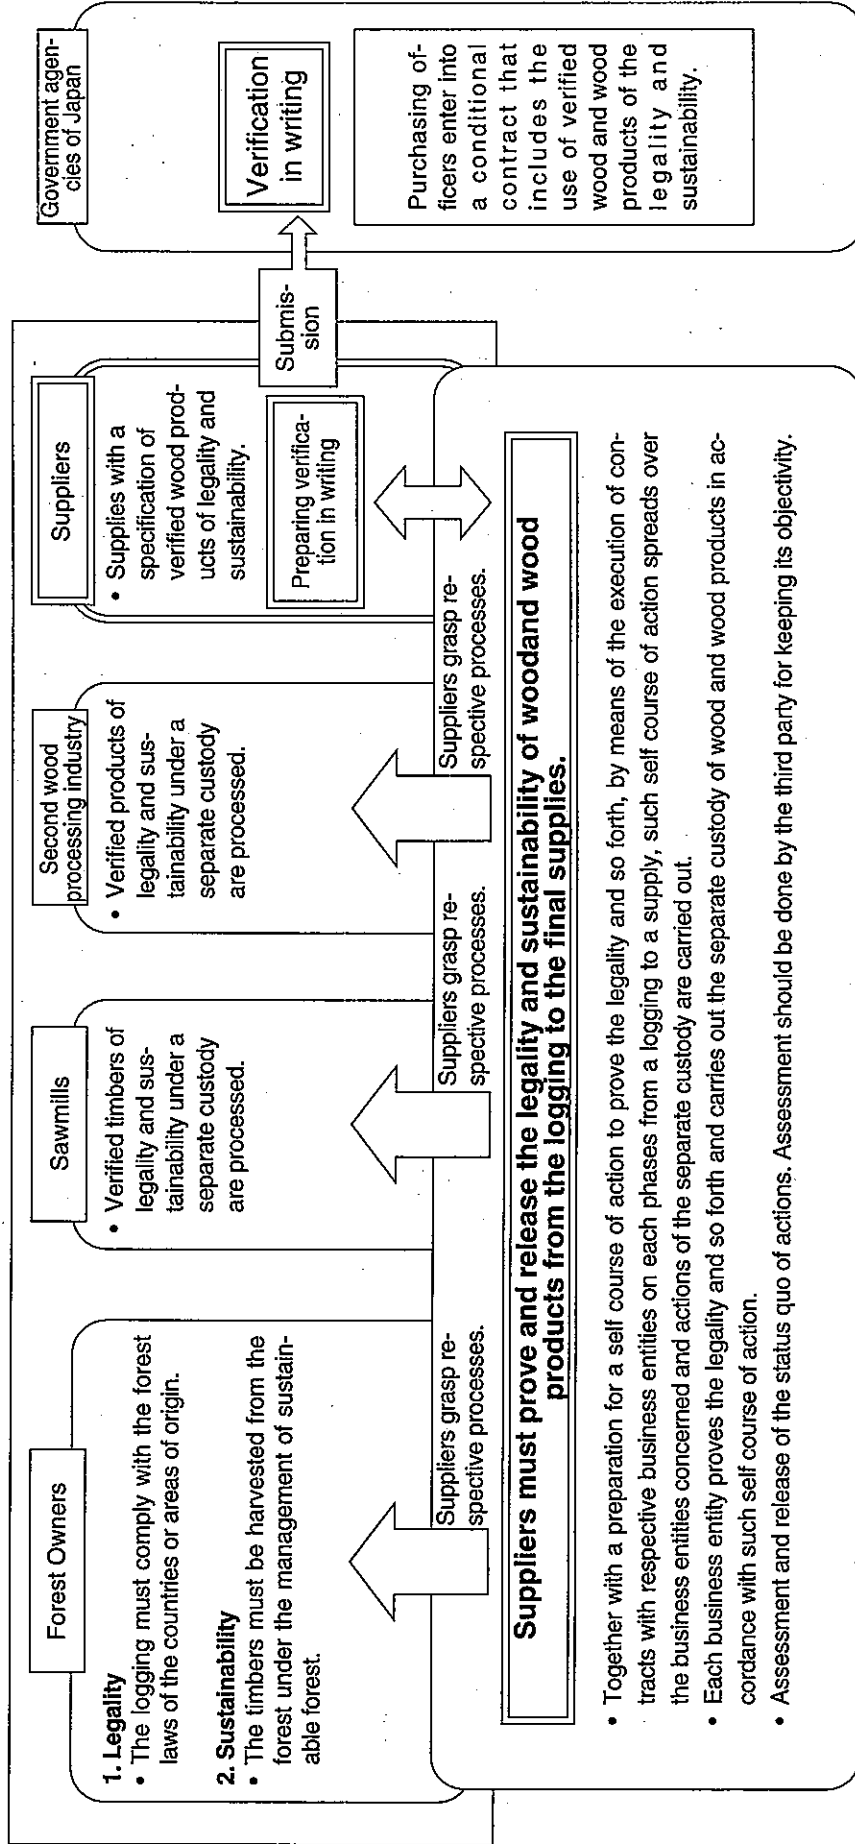 Forest Owners
1. Legality
• The logging must comply with the forest
laws of the countries or areas of origin.
2. Sustainability
• The timbers must be harvested from the
forest under the management of sustain-
able forest.
Sawmills
• Verified timbers of
legality and sus-
tainability under a
separate custody
are processed.
Second wood
processing industry
• Verified products of
legality and sus-
tainability under a
separate custody
are processed.
Suppliers
• Supplies with a
specification of
verified wood prod-
ucts of legality and
sustainability.
Preparing verifica-
tion in writing
Submis-
sion
Government agen-
cies of Japan
Verification
in writing
Purchasing of-
ficers enter into
a conditional
contract that
includes the
use of verified
wood and wood
products of the
legality and
sustainability.
Suppliers grasp re-
spective processes.
Suppliers grasp re-
spective processes.
Suppliers grasp re-
spective processes.
Suppliers must prove and release the legality and sustainability of woodand wood
products from the logging to the final supplies.
• Together with a preparation for a self course of action to prove the legality and so forth, by means of the execution of con-
tracts with respective business entities on each phases from a logging to a supply, such self course of action spreads over
the business entities concerned and actions of the separate custody are carried out.
• Each business entity proves the legality and so forth and carries out the separate custody of wood and wood products in ac-
cordance with such self course of action.
• Assessment and release of the status quo of actions. Assessment should be done by the third party for keeping its objectivity.